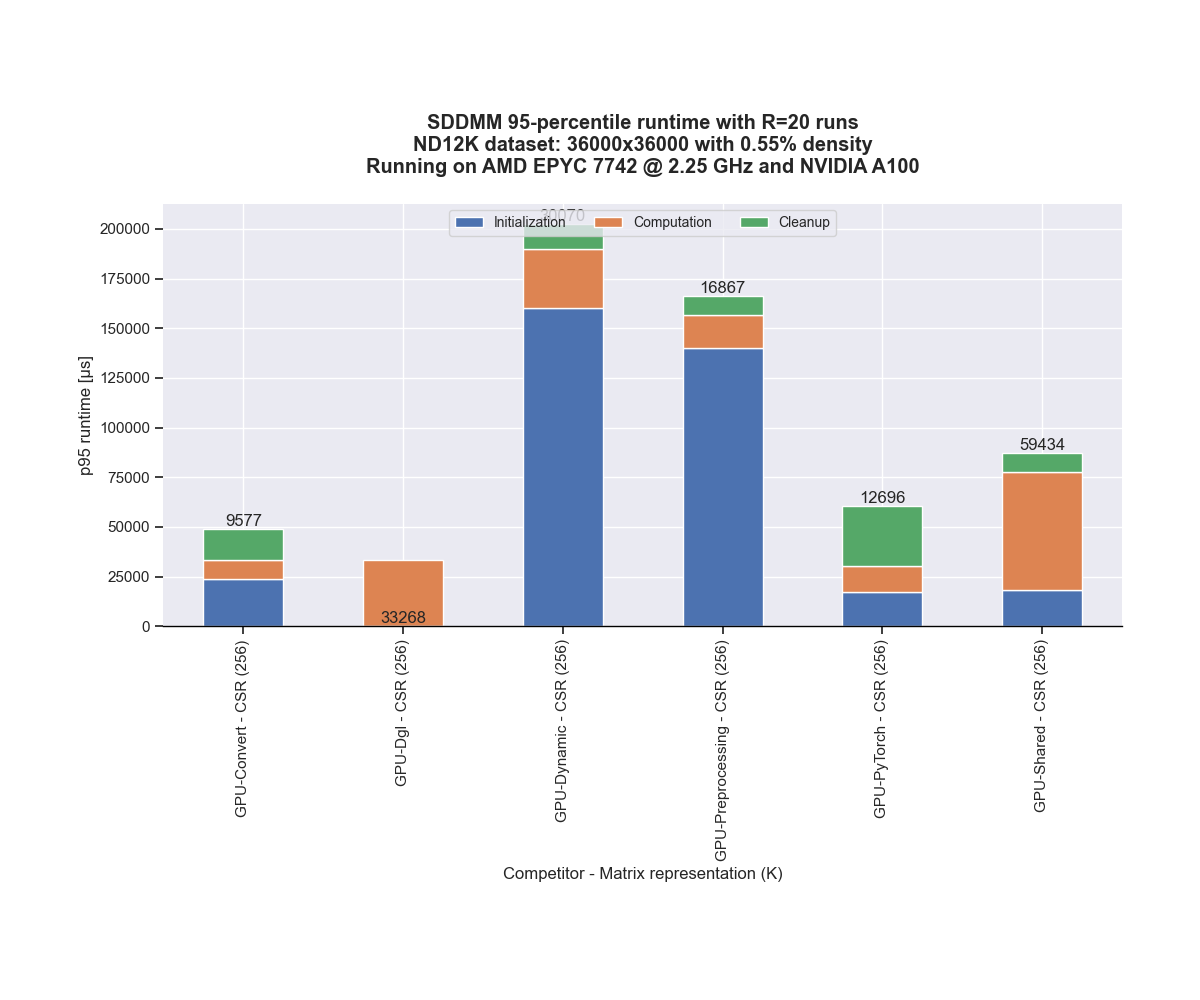 SDDMM 95-percentile runtime with R=20 runs
ND12K dataset: 36000x36000 with 0.55% density
Running on AMD EPYC 7742 @ 2.25 GHz and NVIDIA A100
30070
Initialization
Computation
Cleanup
200000
175000
150000
125000
100000
75000
50000
25000
0
p95 runtime [µs]
9577
33268
16867
12696
59434
GPU-Convert - CSR (256)
GPU-Dgl - CSR (256)
GPU-Dynamic - CSR (256)
GPU-Preprocessing - CSR (256)
GPU-PyTorch - CSR (256)
GPU-Shared - CSR (256)
Competitor - Matrix representation (K)